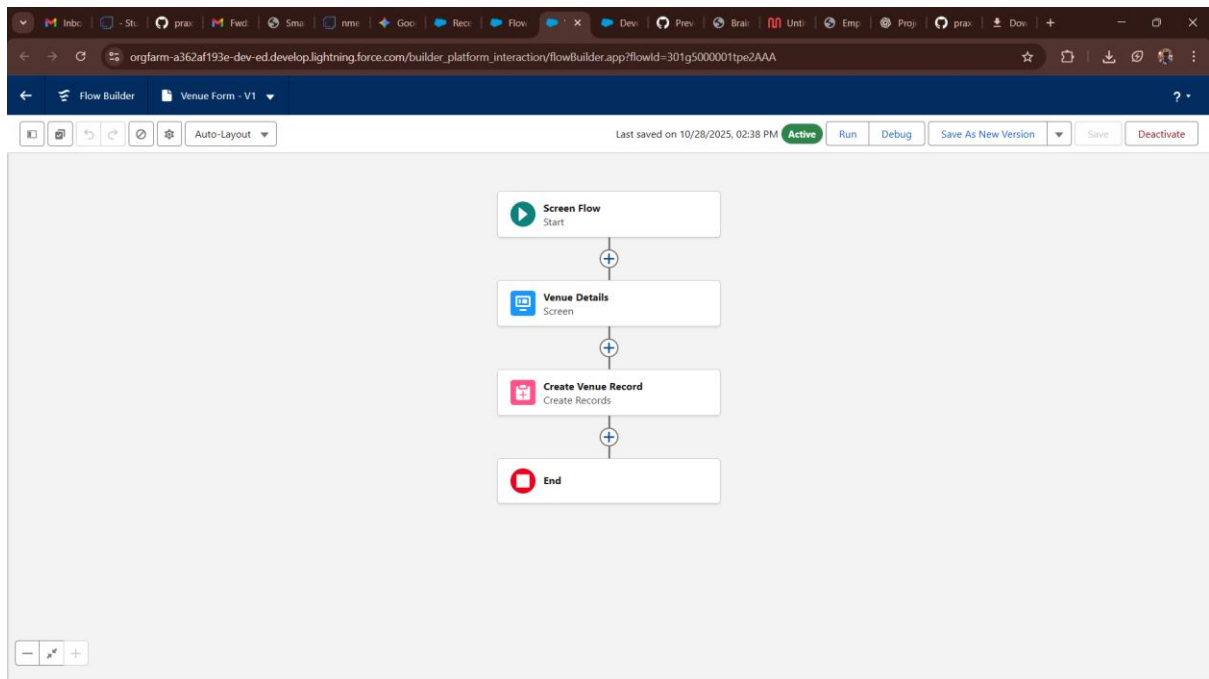 Inbo - Stu prax Fwd: Sma nme Goo Reco Flow Dev Prev Brai Unti Emp Proj prax Dow
orgfarm-a362af193e-dev-ed.develop.lightning.force.com/builder_platform_interaction/flowBuilder.app?flowId=301g5000001tpe2AAA
Flow Builder Venue Form - V1 ?
Auto-Layout Last saved on 10/28/2025, 02:38 PM Active Run Debug Save As New Version Save Deactivate
Screen Flow
Start
Venue Details
Screen
Create Venue Record
Create Records
End